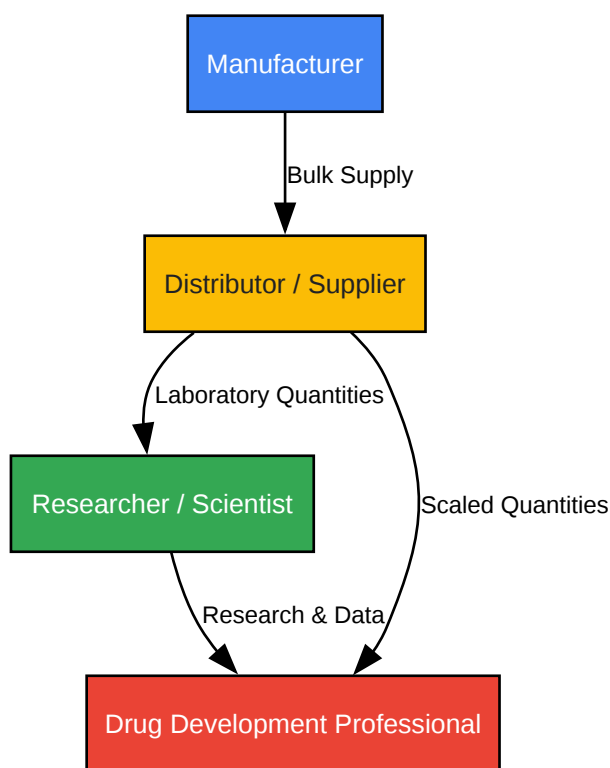 Manufacturer
Bulk Supply
Distributor / Supplier
Laboratory Quantities
Researcher / Scientist
Scaled Quantities
Research & Data
Drug Development Professional